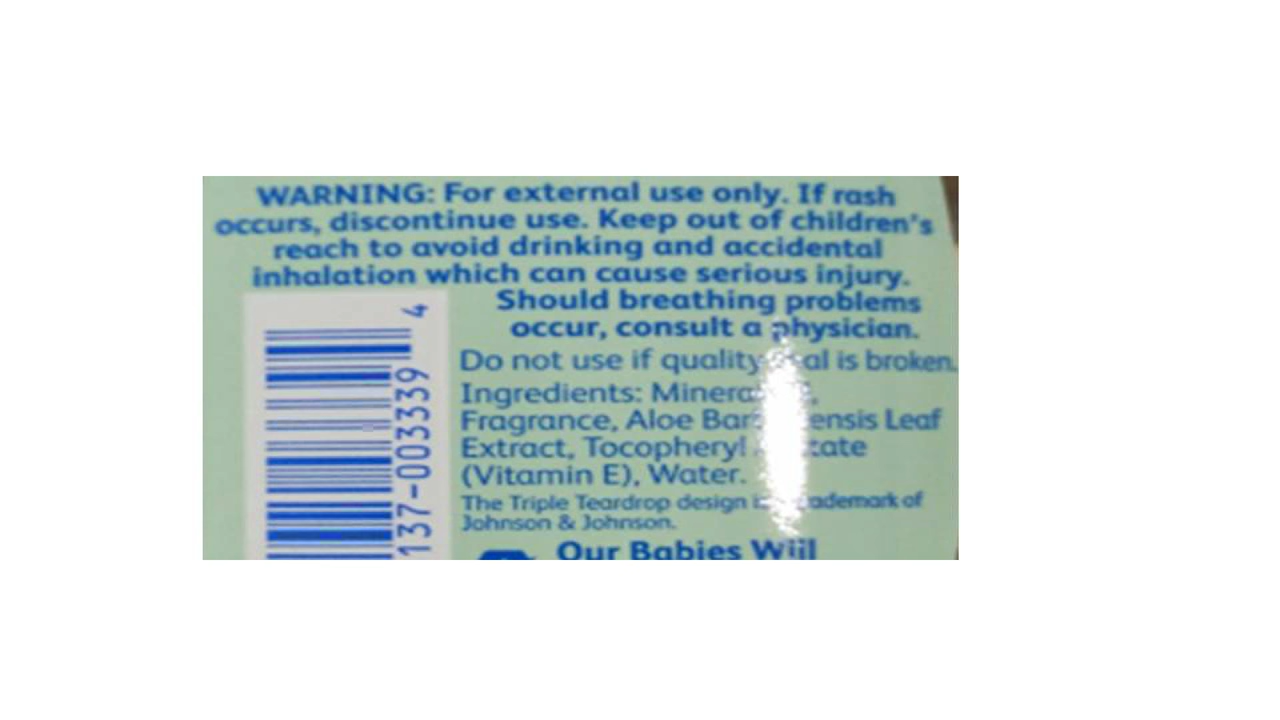 WARNING: For external use only. If rash
occurs, discontinue use. Keep out of children's
reach to avoid drinking and accidental
inhalation which can cause serious injury.
Should breathing problems
occur, consult a physician.
Do not use if quality is broken.
Ingredients:
Fragrance, Aloe Leaf
Extract, Tocopheryl
(Vitamin E), Water.
The Triple Teardrop design of
Johnson & Johnson.
Our Babies Will
137-003339 4